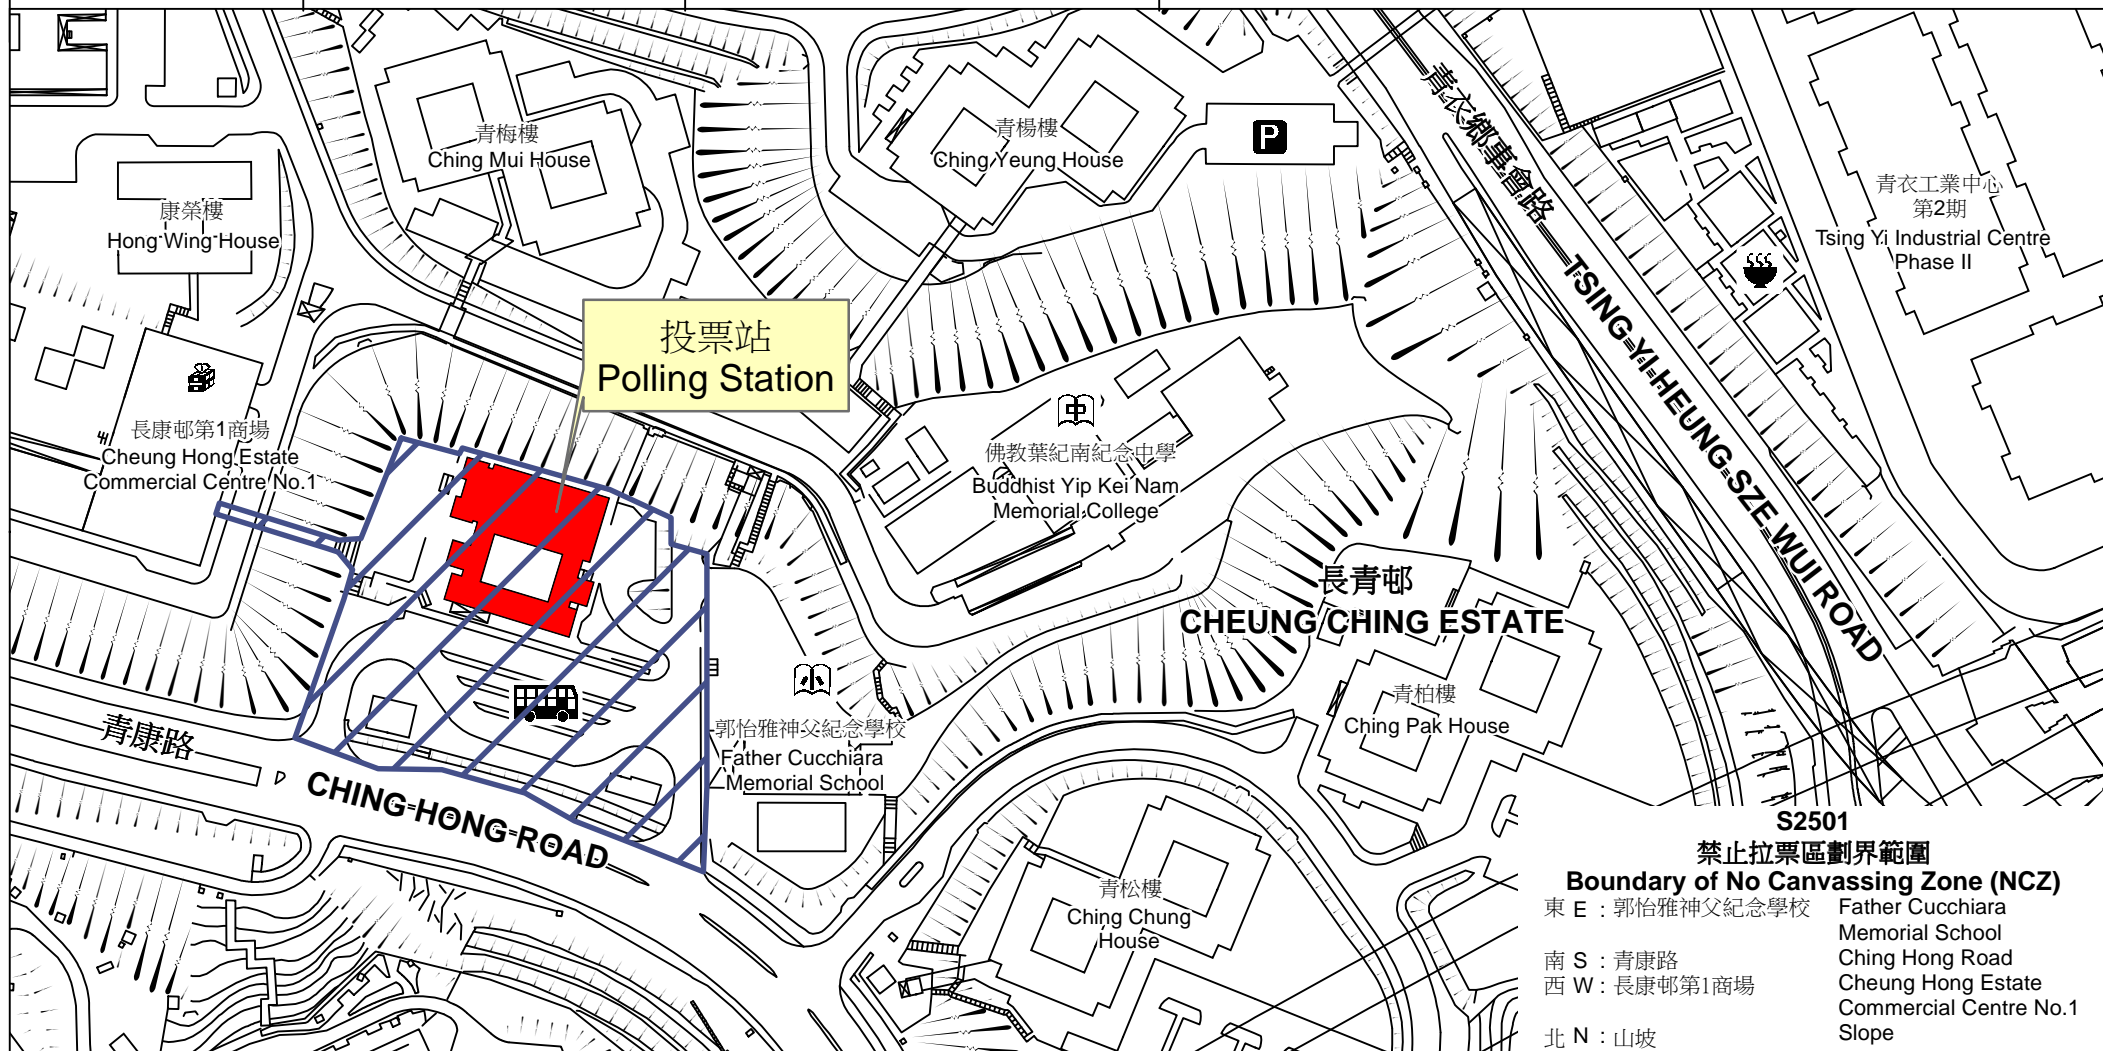 青梅樓
Ching Mui House
青楊樓
Ching Yeung House
P
青衣鄉事會路
TSING YI HEUNG SZE WUI ROAD
青衣工業中心
第2期
Tsing Yi Industrial Centre
Phase II
康榮樓
Hong Wing House
投票站
Polling Station
長康邨第1商場
Cheung Hong Estate
Commercial Centre No.1
中
佛教葉紀南紀念中學
Buddhist Yip Kei Nam
Memorial College
長青邨
CHEUNG CHING ESTATE
小
郭怡雅神父紀念學校
Father Cucchiara
Memorial School
青柏樓
Ching Pak House
青康路
CHING HONG ROAD
青松樓
Ching Chung
House
S2501
禁止拉票區劃界範圍
Boundary of No Canvassing Zone (NCZ)
東 E : 郭怡雅神父紀念學校 Father Cucchiara
Memorial School
南 S : 青康路 Ching Hong Road
西 W : 長康邨第1商場 Cheung Hong Estate
Commercial Centre No.1
北 N : 山坡 Slope